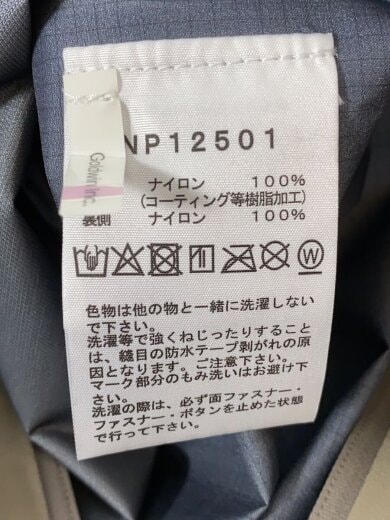 Goldwin inc.
NP12501
ナイロン 100%
(コーティング等樹脂加工)
裏側 ナイロン 100%
W
色物は他の物と一緒に洗濯しない
で下さい。
洗濯等で強くねじったりすること
は、縫目の防水テープ剥がれの原
因となります。ご注意下さい。
マーク部分のもみ洗いはお避け下
さい。
洗濯の際は、必ず面ファスナー・
ファスナー・ボタンを止めた状態
で行って下さい。